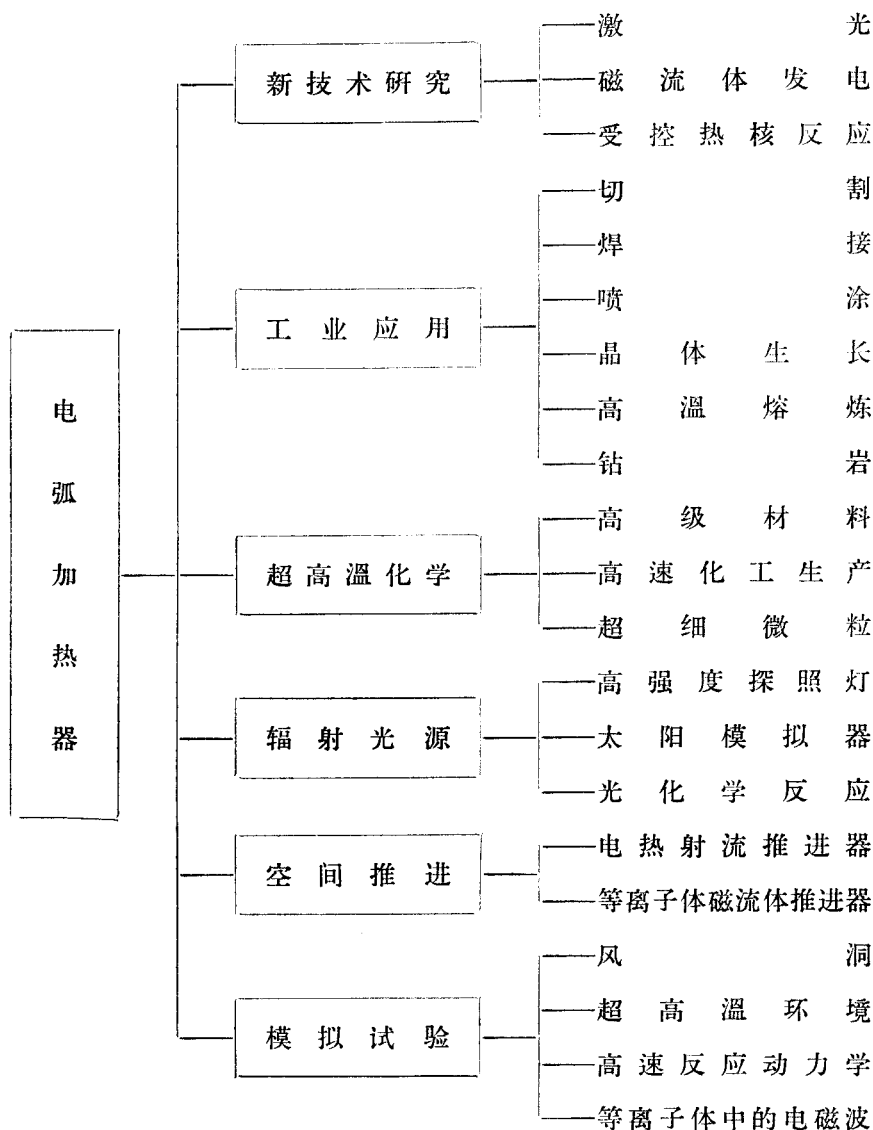 电弧加热器
新技术研究
激光
磁流体发电
受控热核反应
工业应用
切割
焊接
喷涂
晶体生长
高溫熔炼
钻岩
超高溫化学
高级材料
高速化工生产
超细微粒
辐射光源
高强度探照灯
太阳模拟器
光化学反应
空间推进
电热射流推进器
等离子体磁流体推进器
模拟试验
风洞
超高溫环境
高速反应动力学
等离子体中的电磁波